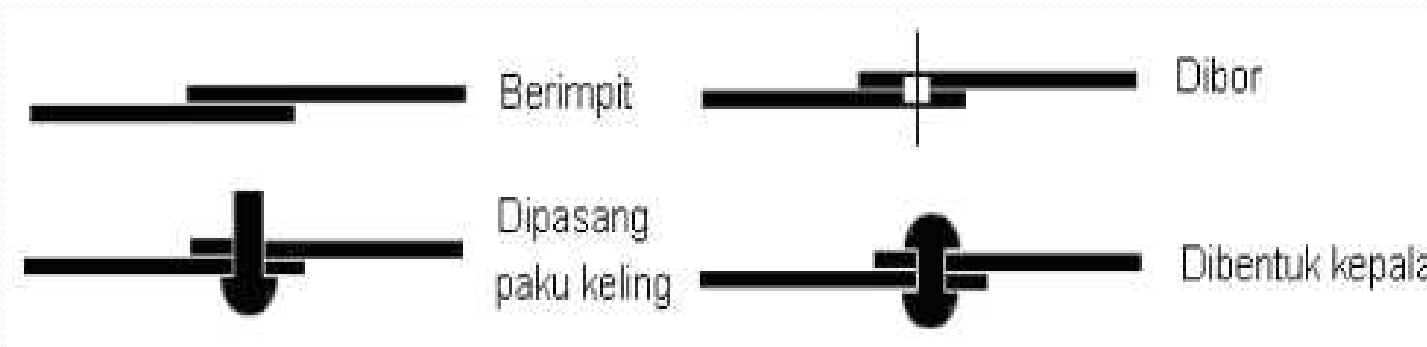 Berimpit
Dibor
Dipasang
paku keling
Dibentuk kepala